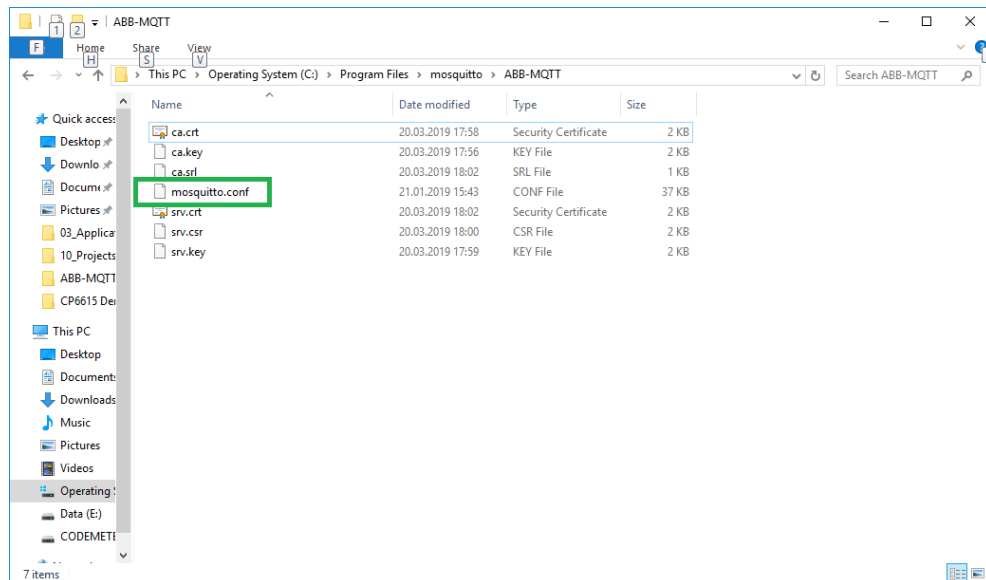 ABB-MQTT
1 2
F Home Share View
H S V
This PC > Operating System (C:) > Program Files > mosquitto > ABB-MQTT Search ABB-MQTT
Name Date modified Type Size
Quick access
Desktop
Downlo
Docume
Pictures
03_Applica
10_Projects
ABB-MQTT
CP6615 De
This PC
Desktop
Document
Downloads
Music
Pictures
Videos
Operating
Data (E:)
CODEMETE
ca.crt 20.03.2019 17:58 Security Certificate 2 KB
ca.key 20.03.2019 17:56 KEY File 2 KB
ca.srl 20.03.2019 18:02 SRL File 1 KB
mosquitto.conf 21.01.2019 15:43 CONF File 37 KB
srv.crt 20.03.2019 18:02 Security Certificate 2 KB
srv.csr 20.03.2019 18:00 CSR File 2 KB
srv.key 20.03.2019 17:59 KEY File 2 KB
7 items